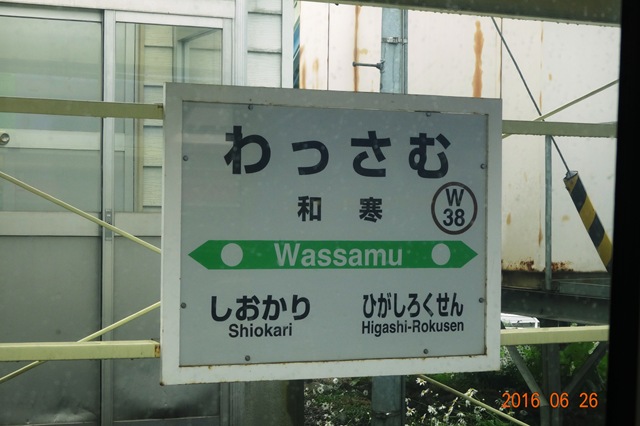 わっさむ
和寒
W
38
Wassamu
しおかり
Shiokari
ひがしろくせん
Higashi-Rokusen
2016 06 26